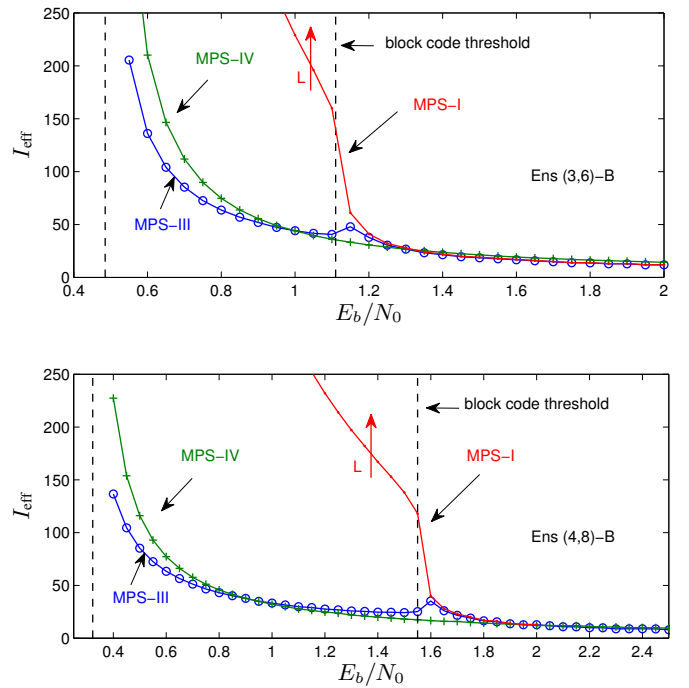 250
200
150
100
50
0
I_eff
MPS−IV
MPS−III
L
block code threshold
MPS−I
Ens (3,6)−B
0.4 0.6 0.8 1 1.2 1.4 1.6 1.8 2
E_b/N_0
250
200
150
100
50
0
I_eff
MPS−IV
MPS−III
L
block code threshold
MPS−I
Ens (4,8)−B
0.4 0.6 0.8 1 1.2 1.4 1.6 1.8 2 2.2 2.4
E_b/N_0